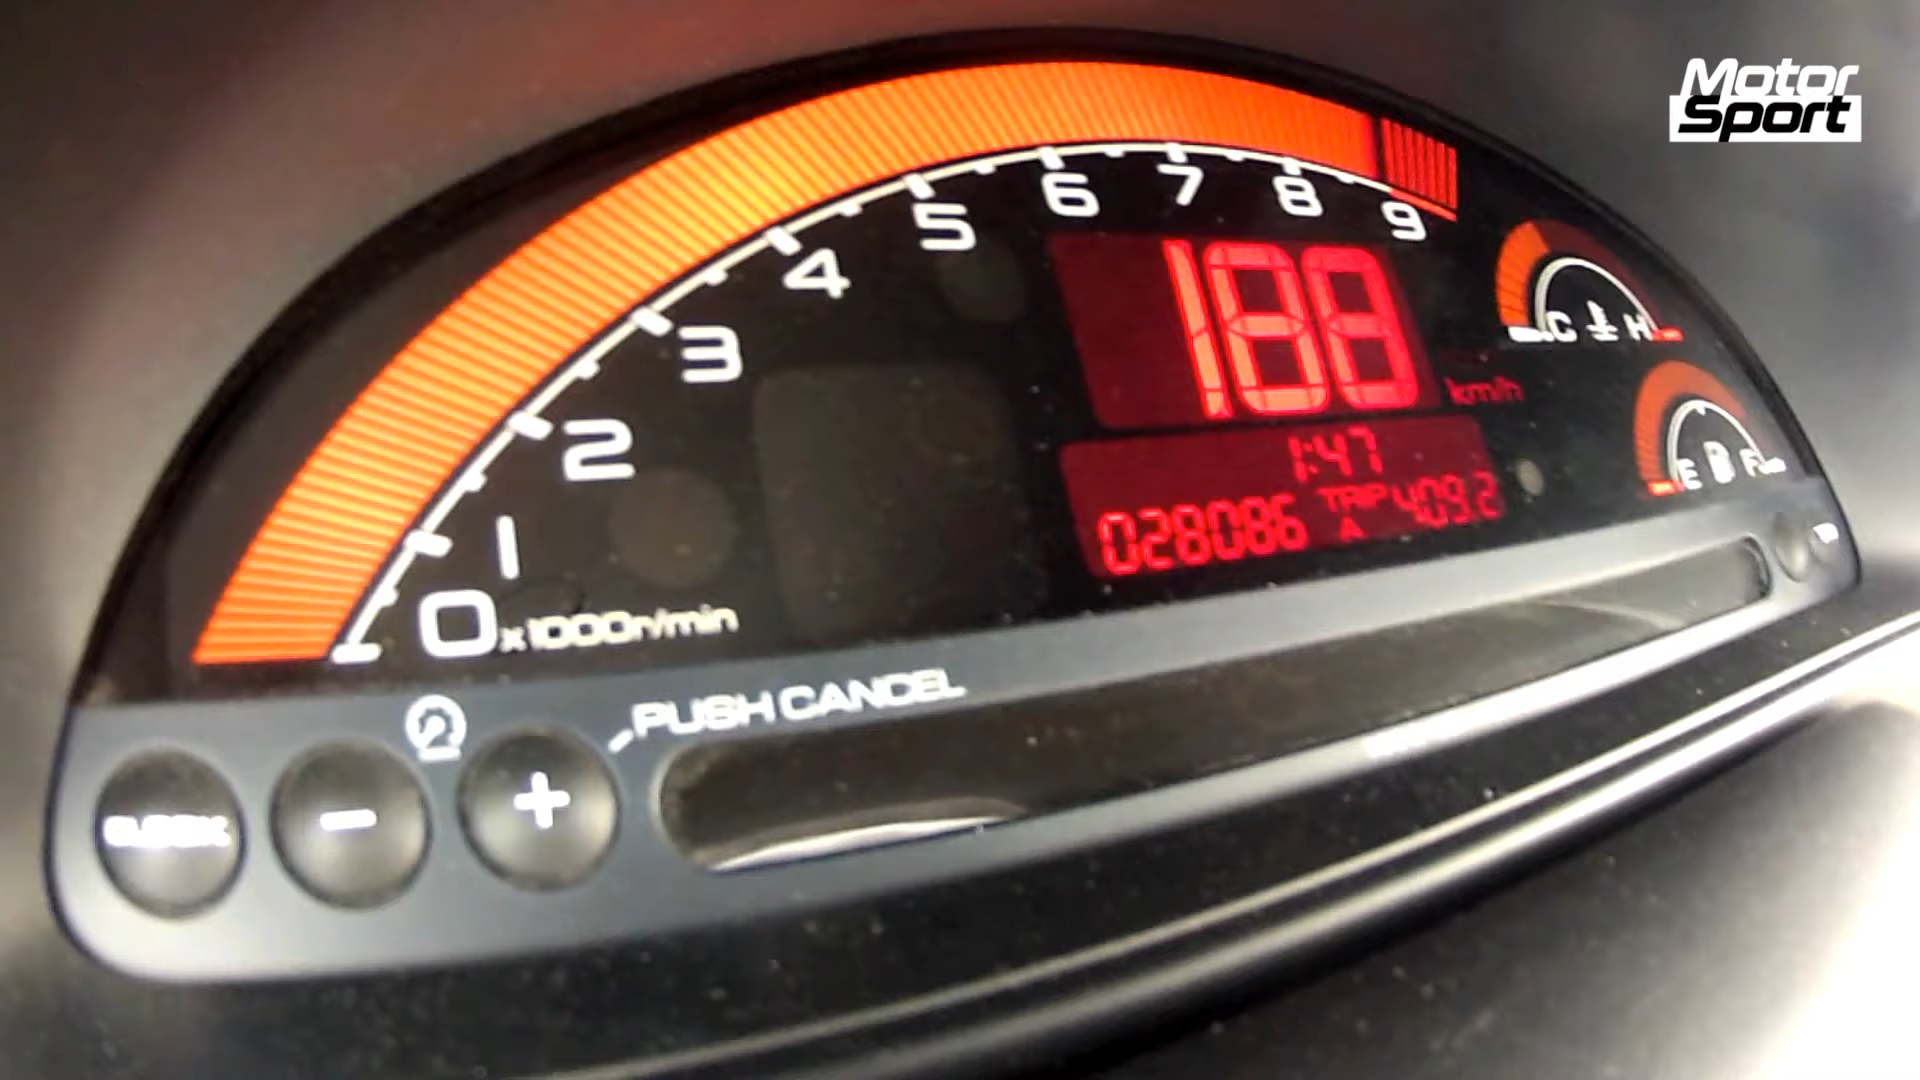 Motor
Sport
0 1 2 3 4 5 6 7 8 9
x1000r/min
188
km/h
1:47
028086 TRIP A 409.2
C H
E F
PUSH CANCEL
CLOCK - +